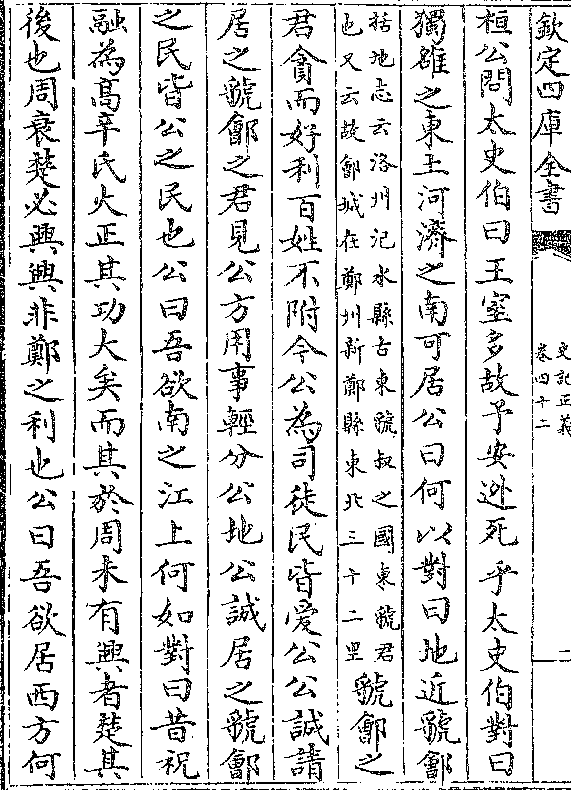 欽定四庫全書
史記正義
卷四十二
二
桓公問太史伯曰王室多故予安逃死乎太史伯對曰
獨雒之東土河濟之南可居公曰何以對曰地近虢鄶
括地志云洛州汜水縣古東虢叔之國東虢君
也又云故鄶城在鄭州新鄭縣東北三十二里
虢鄶之
君貪而好利百姓不附今公為司徒民皆愛公公誠請
居之虢鄶之君見公方用事輕分公地公誠居之虢鄶
之民皆公之民也公曰吾欲南之江上何如對曰昔祝
融為髙辛氏火正其功大矣而其於周未有興者楚其
後也周衰楚必興興非鄭之利也公曰吾欲居西方何